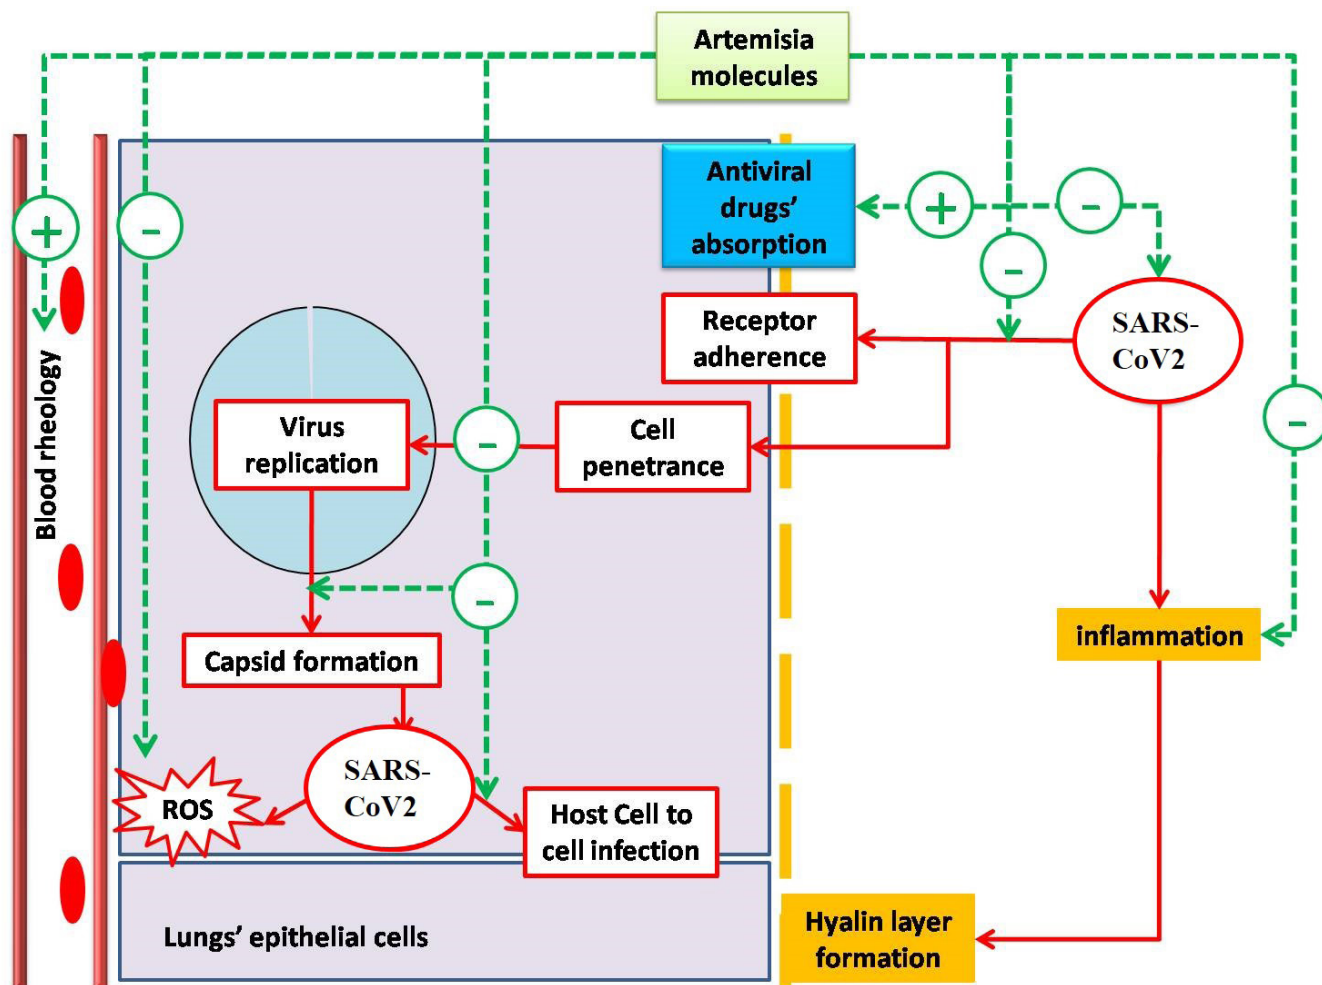 Artemisia
molecules
+
-
Antiviral
drugs'
absorption
+
-
-
SARS-
CoV2
Receptor
adherence
Blood rheology
Virus
replication
-
Cell
penetrance
-
-
inflammation
Capsid formation
SARS-
CoV2
ROS
Host Cell to
cell infection
Lungs' epithelial cells
Hyalin layer
formation